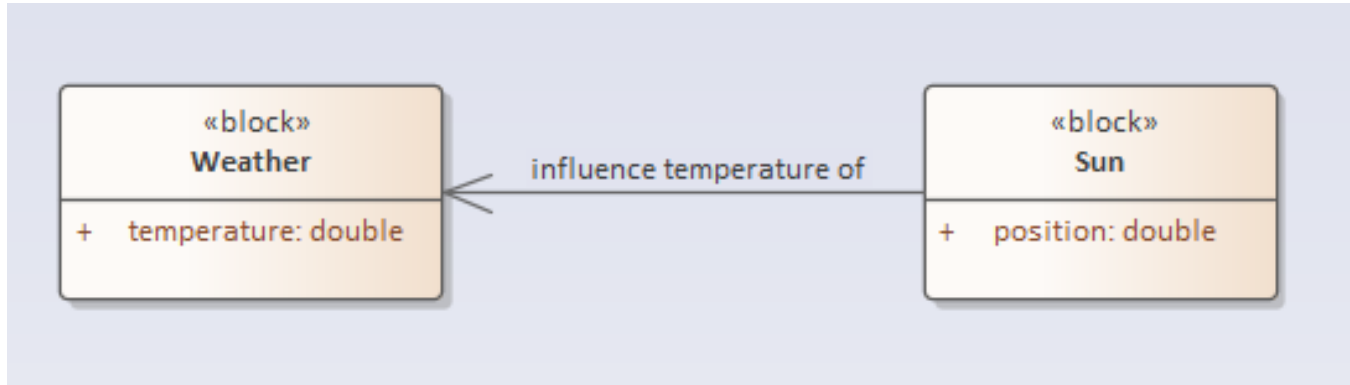 «block»
Weather
+ temperature: double
influence temperature of
«block»
Sun
+ position: double